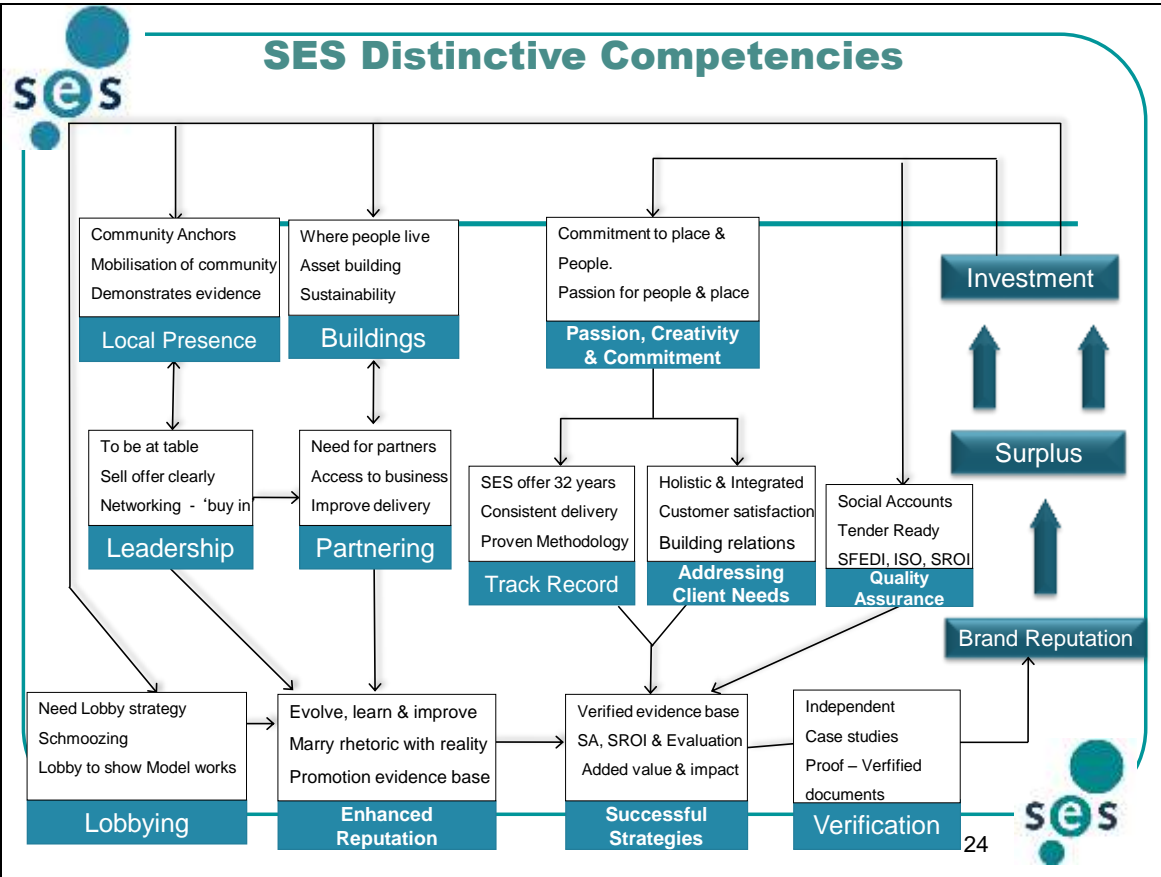 SES Distinctive Competencies
ses
Community Anchors
Mobilisation of community
Demonstrates evidence
Local Presence
Where people live
Asset building
Sustainability
Buildings
Commitment to place &
People.
Passion for people & place
Passion, Creativity
& Commitment
Investment
To be at table
Sell offer clearly
Networking - ‘buy in
Leadership
Need for partners
Access to business
Improve delivery
Partnering
SES offer 32 years
Consistent delivery
Proven Methodology
Track Record
Holistic & Integrated
Customer satisfaction
Building relations
Addressing
Client Needs
Social Accounts
Tender Ready
SFEDI, ISO, SROI
Quality
Assurance
Surplus
Brand Reputation
Need Lobby strategy
Schmoozing
Lobby to show Model works
Lobbying
Evolve, learn & improve
Marry rhetoric with reality
Promotion evidence base
Enhanced
Reputation
Verified evidence base
SA, SROI & Evaluation
Added value & impact
Successful
Strategies
Independent
Case studies
Proof – Verfified
documents
Verification
24
ses